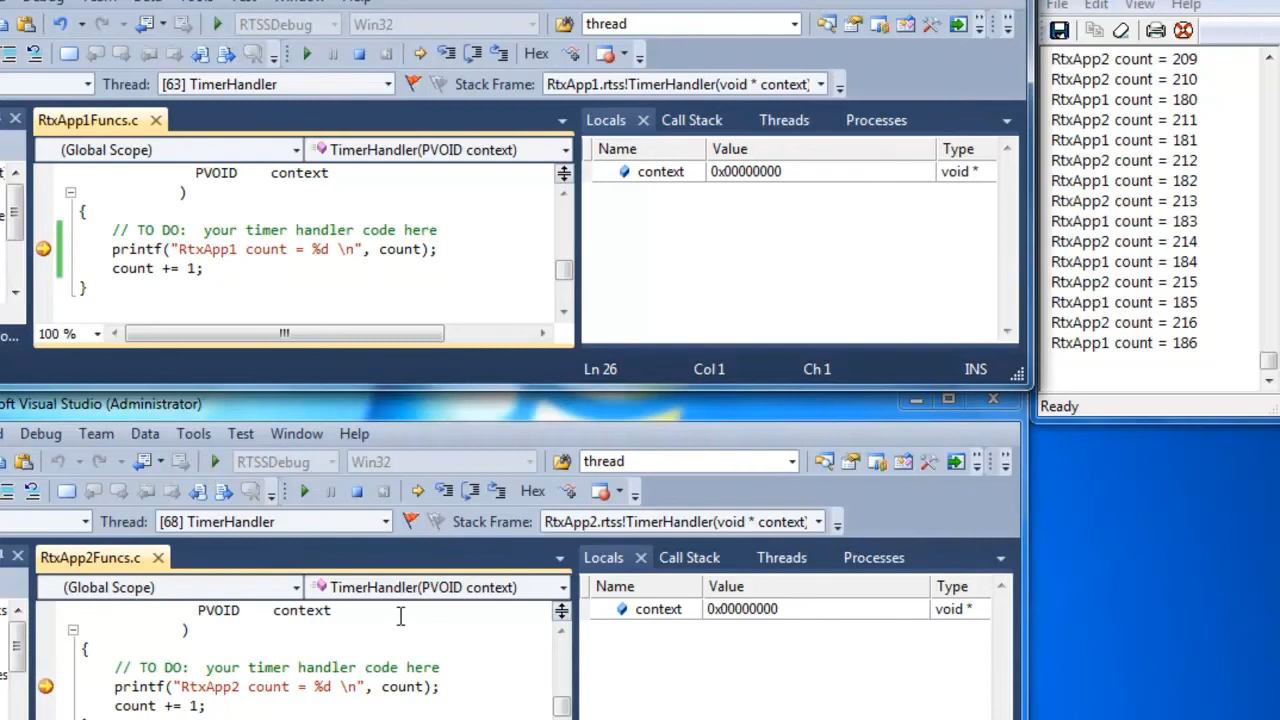 Debug Team Data Tools Test Window Help
RTSSDebug Win32 thread
Hex
Thread: [63] TimerHandler Stack Frame: RtxApp1.rtss!TimerHandler(void * context)
RtxApp1Funcs.c
(Global Scope) TimerHandler(PVOID context)
PVOID context
)
{
// TO DO: your timer handler code here
printf("RtxApp1 count = %d \n", count);
count += 1;
}
100 %
Locals Call Stack Threads Processes
Name Value Type
context 0x00000000 void *
Ln 26 Col 1 Ch 1 INS
File Edit View Help
RtxApp2 count = 209
RtxApp2 count = 210
RtxApp1 count = 180
RtxApp2 count = 211
RtxApp1 count = 181
RtxApp2 count = 212
RtxApp1 count = 182
RtxApp2 count = 213
RtxApp1 count = 183
RtxApp2 count = 214
RtxApp1 count = 184
RtxApp2 count = 215
RtxApp1 count = 185
RtxApp2 count = 216
RtxApp1 count = 186
Ready
oft Visual Studio (Administrator)
Debug Team Data Tools Test Window Help
RTSSDebug Win32 thread
Hex
Thread: [68] TimerHandler Stack Frame: RtxApp2.rtss!TimerHandler(void * context)
RtxApp2Funcs.c
(Global Scope) TimerHandler(PVOID context)
PVOID context
)
{
// TO DO: your timer handler code here
printf("RtxApp2 count = %d \n", count);
count += 1;
Locals Call Stack Threads Processes
Name Value Type
context 0x00000000 void *